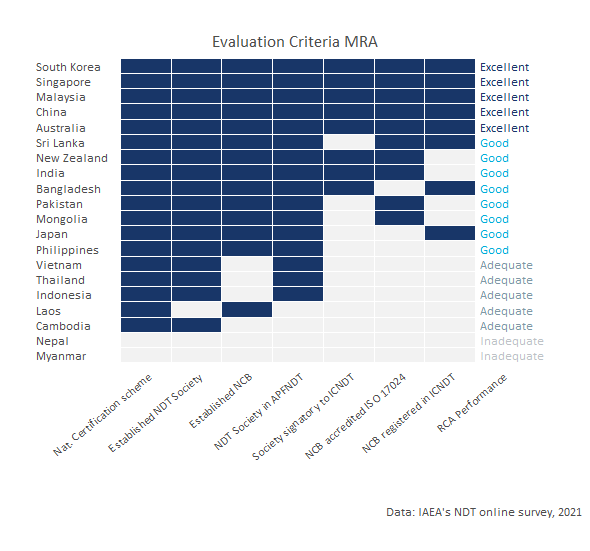 Evaluation Criteria MRA
South Korea Excellent
Singapore Excellent
Malaysia Excellent
China Excellent
Australia Excellent
Sri Lanka Good
New Zealand Good
India Good
Bangladesh Good
Pakistan Good
Mongolia Good
Japan Good
Philippines Good
Vietnam Adequate
Thailand Adequate
Indonesia Adequate
Laos Adequate
Cambodia Adequate
Nepal Inadequate
Myanmar Inadequate
Nat. Certification scheme
Established NDT Society
Established NCB
NDT Society in APFNDT
Society signatory to ICNDT
NCB accredited ISO 17024
NCB registered in ICNDT
RCA Performance
Data: IAEA's NDT online survey, 2021